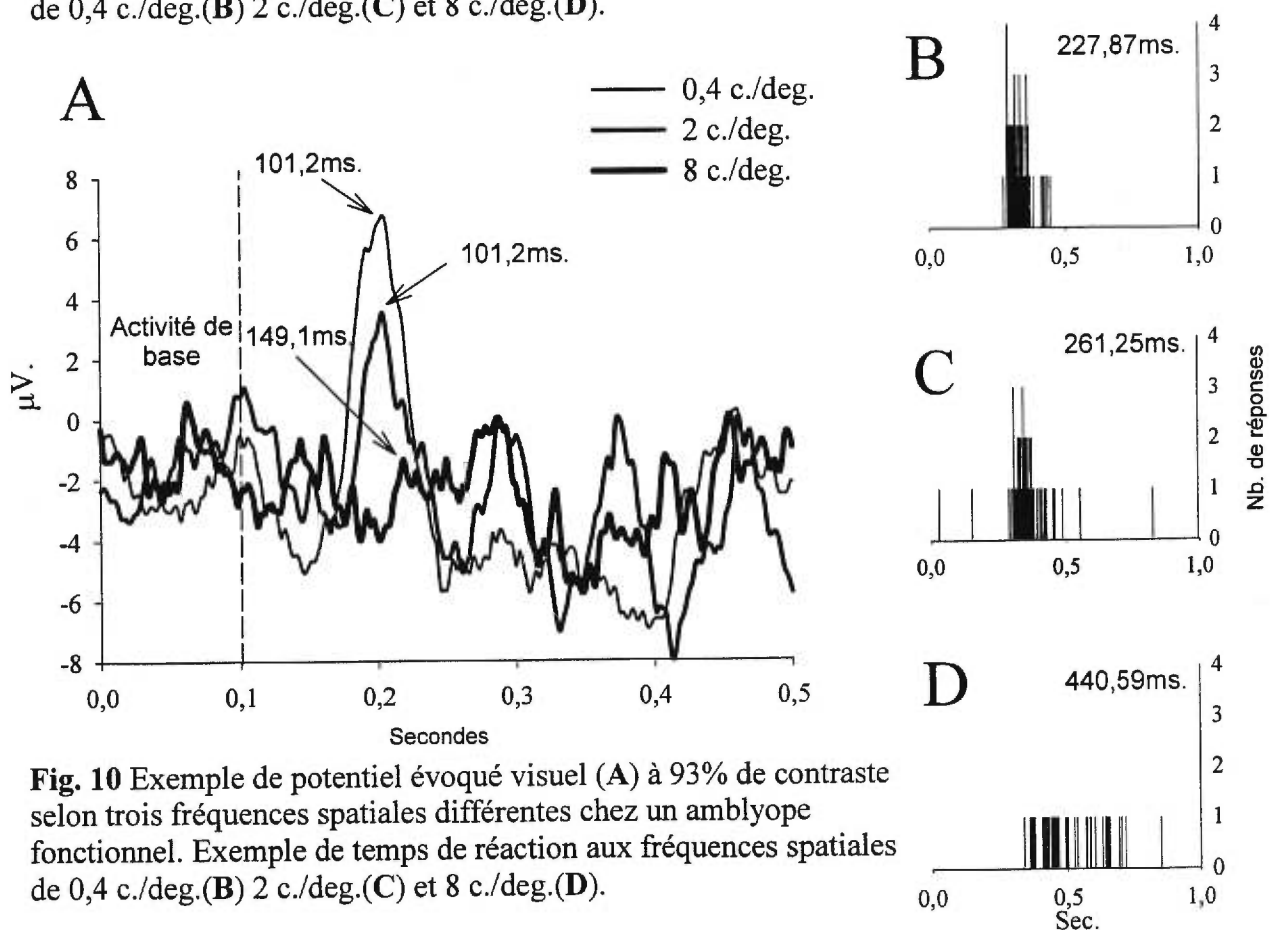 de 0,4 c./deg.(B) 2 c./deg.(C) et 8 c./deg.(D).
A
0,4 c./deg.
2 c./deg.
8 c./deg.
101,2ms.
101,2ms.
149,1ms.
Activité de
base
µV.
8
6
4
2
0
-2
-4
-6
-8
0,0 0,1 0,2 0,3 0,4 0,5
Secondes
B
227,87ms.
4
3
2
1
0
0,0 0,5 1,0
C
261,25ms.
4
3
2
1
0
0,0 0,5 1,0
Nb. de réponses
D
440,59ms.
4
3
2
1
0
0,0 0,5 1,0
Sec.
Fig. 10 Exemple de potentiel évoqué visuel (A) à 93% de contraste
selon trois fréquences spatiales différentes chez un amblyope
fonctionnel. Exemple de temps de réaction aux fréquences spatiales
de 0,4 c./deg.(B) 2 c./deg.(C) et 8 c./deg.(D).